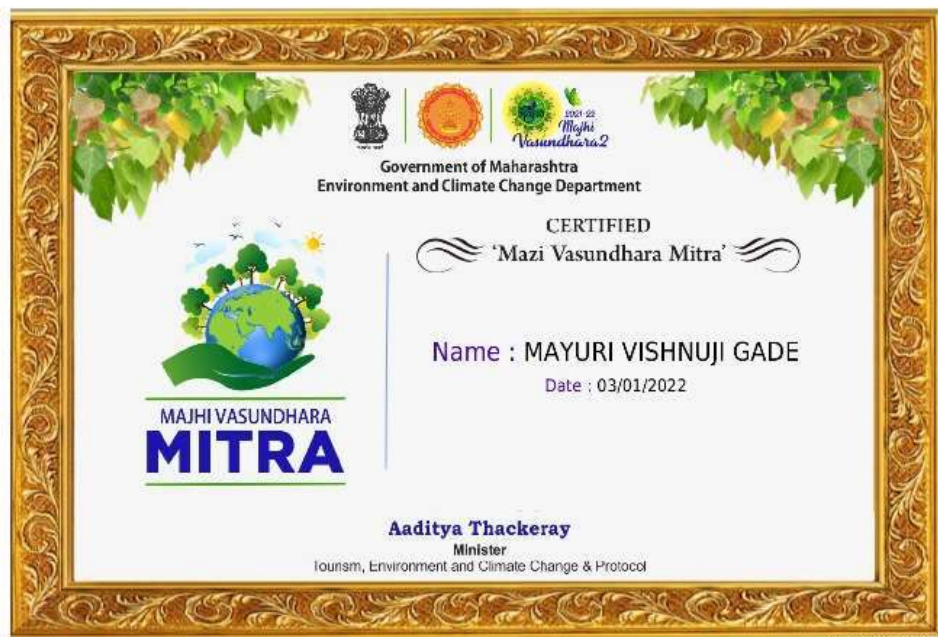 2021-22
Majhi
Vasundhara2
Government of Maharashtra
Environment and Climate Change Department
CERTIFIED
'Mazi Vasundhara Mitra'
Name : MAYURI VISHNUJI GADE
Date : 03/01/2022
MAJHI VASUNDHARA
MITRA
Aaditya Thackeray
Minister
Tourism, Environment and Climate Change & Protocol